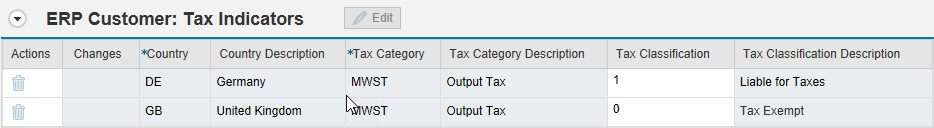 ERP Customer: Tax Indicators Edit
Actions Changes *Country Country Description *Tax Category Tax Category Description Tax Classification Tax Classification Description
DE Germany MWST Output Tax 1 Liable for Taxes
GB United Kingdom MWST Output Tax 0 Tax Exempt